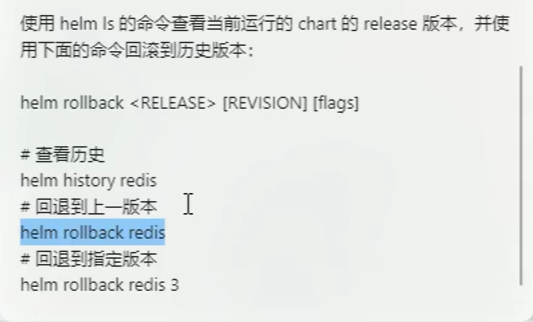 使用 helm ls 的命令查看当前运行的 chart 的 release 版本，并使
用下面的命令回滚到历史版本：
helm rollback <RELEASE> [REVISION] [flags]
# 查看历史
helm history redis
# 回退到上一版本
helm rollback redis
# 回退到指定版本
helm rollback redis 3